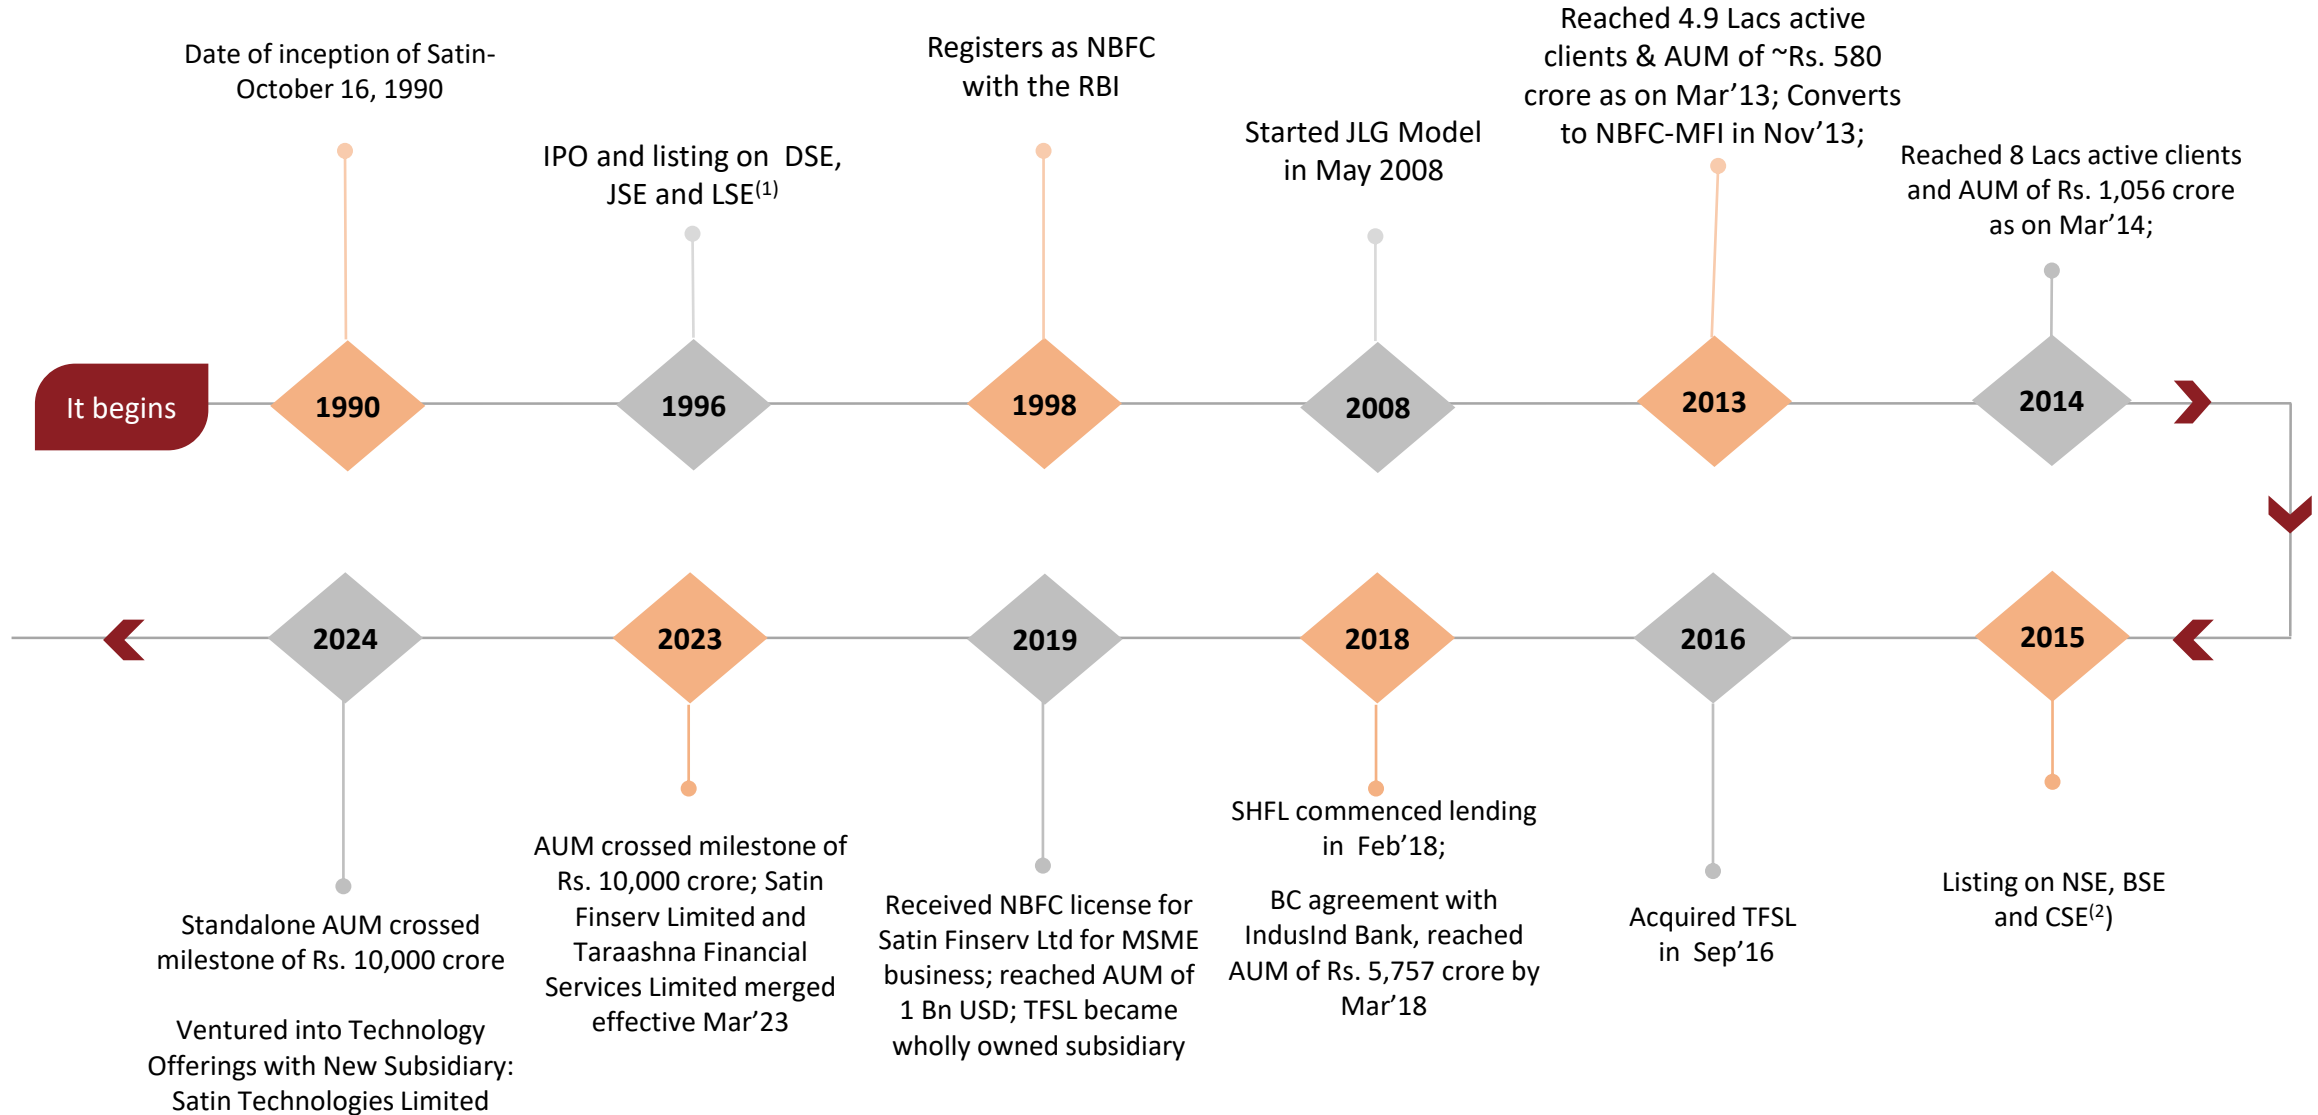 Date of inception of Satin-
October 16, 1990
IPO and listing on  DSE,
JSE and LSE(1)
Registers as NBFC
with the RBI
Started JLG Model
in May 2008
Reached 4.9 Lacs active
clients & AUM of ~Rs. 580
crore as on Mar’13; Converts
to NBFC-MFI in Nov’13;
Reached 8 Lacs active clients
and AUM of Rs. 1,056 crore
as on Mar’14;
It begins
1990
1996
1998
2008
2013
2014
2024
2023
2019
2018
2016
2015
Standalone AUM crossed
milestone of Rs. 10,000 crore
Ventured into Technology
Offerings with New Subsidiary:
Satin Technologies Limited
AUM crossed milestone of
Rs. 10,000 crore; Satin
Finserv Limited and
Taraashna Financial
Services Limited merged
effective Mar’23
Received NBFC license for
Satin Finserv Ltd for MSME
business; reached AUM of
1 Bn USD; TFSL became
wholly owned subsidiary
SHFL commenced lending
in  Feb’18;
BC agreement with
IndusInd Bank, reached
AUM of Rs. 5,757 crore by
Mar’18
Acquired TFSL
in  Sep’16
Listing on NSE, BSE
and CSE(2)